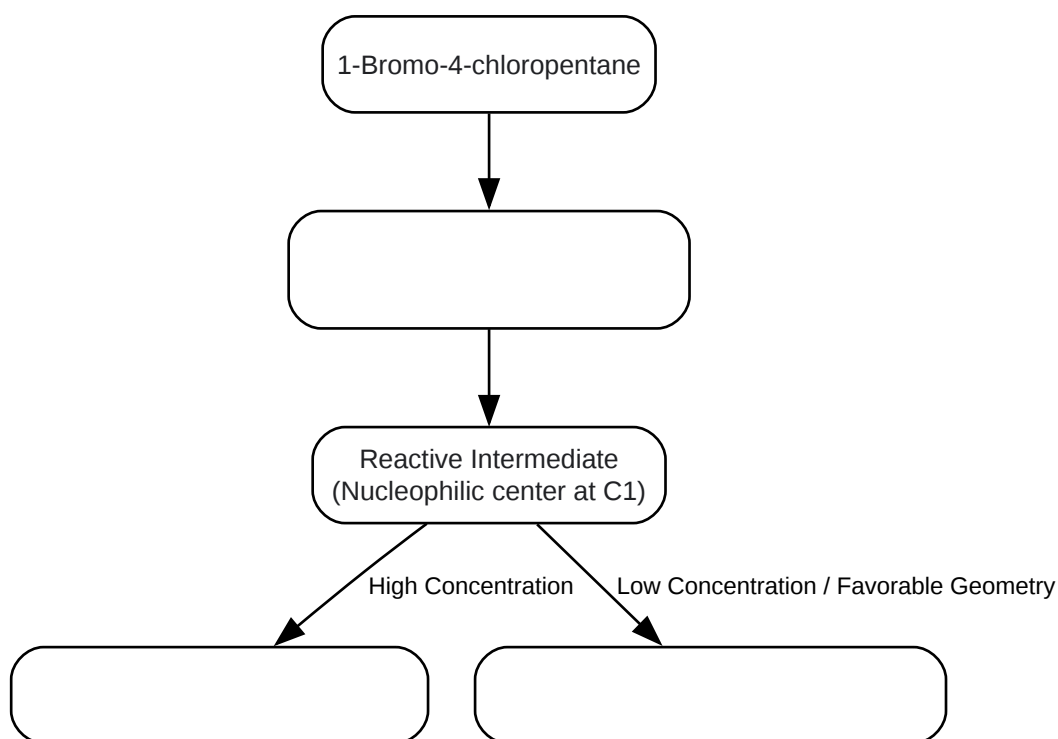 1-Bromo-4-chloropentane
Reactive Intermediate
(Nucleophilic center at C1)
High Concentration
Low Concentration / Favorable Geometry